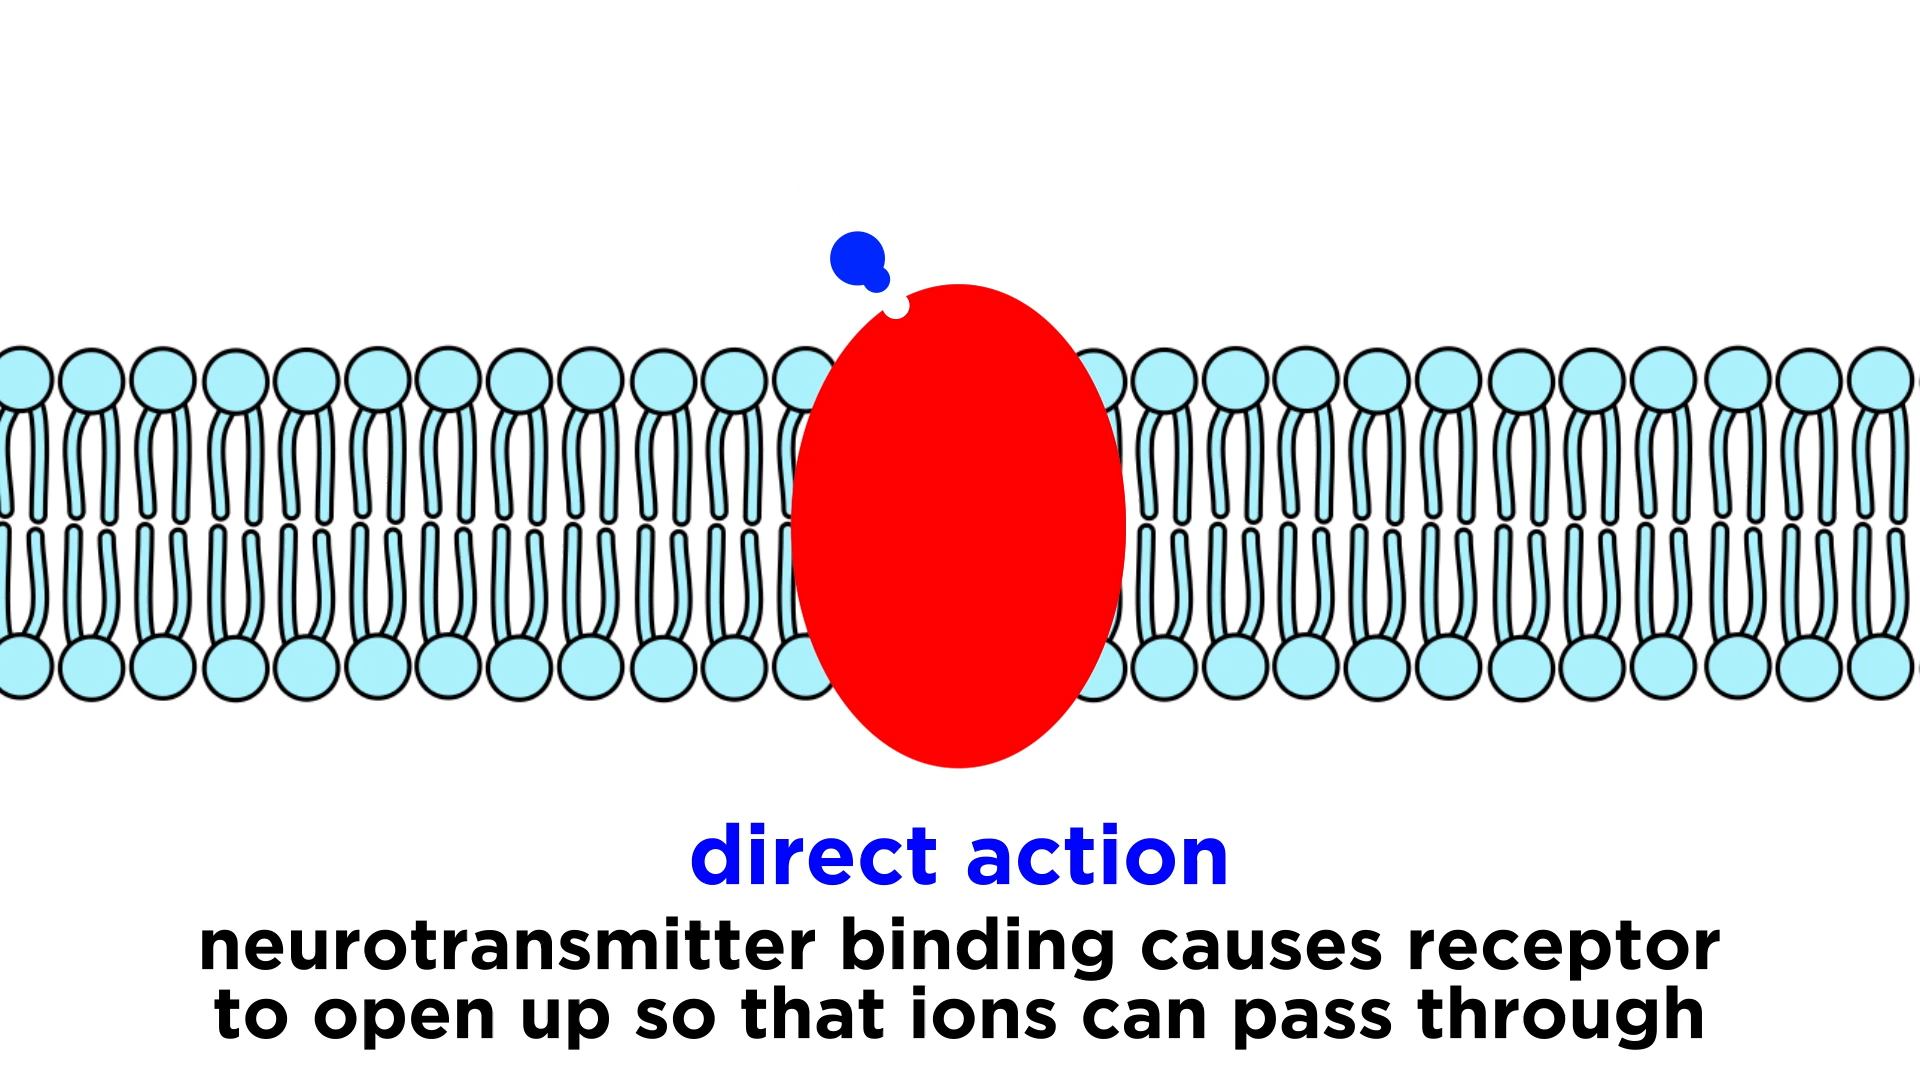 direct action
neurotransmitter binding causes receptor
to open up so that ions can pass through